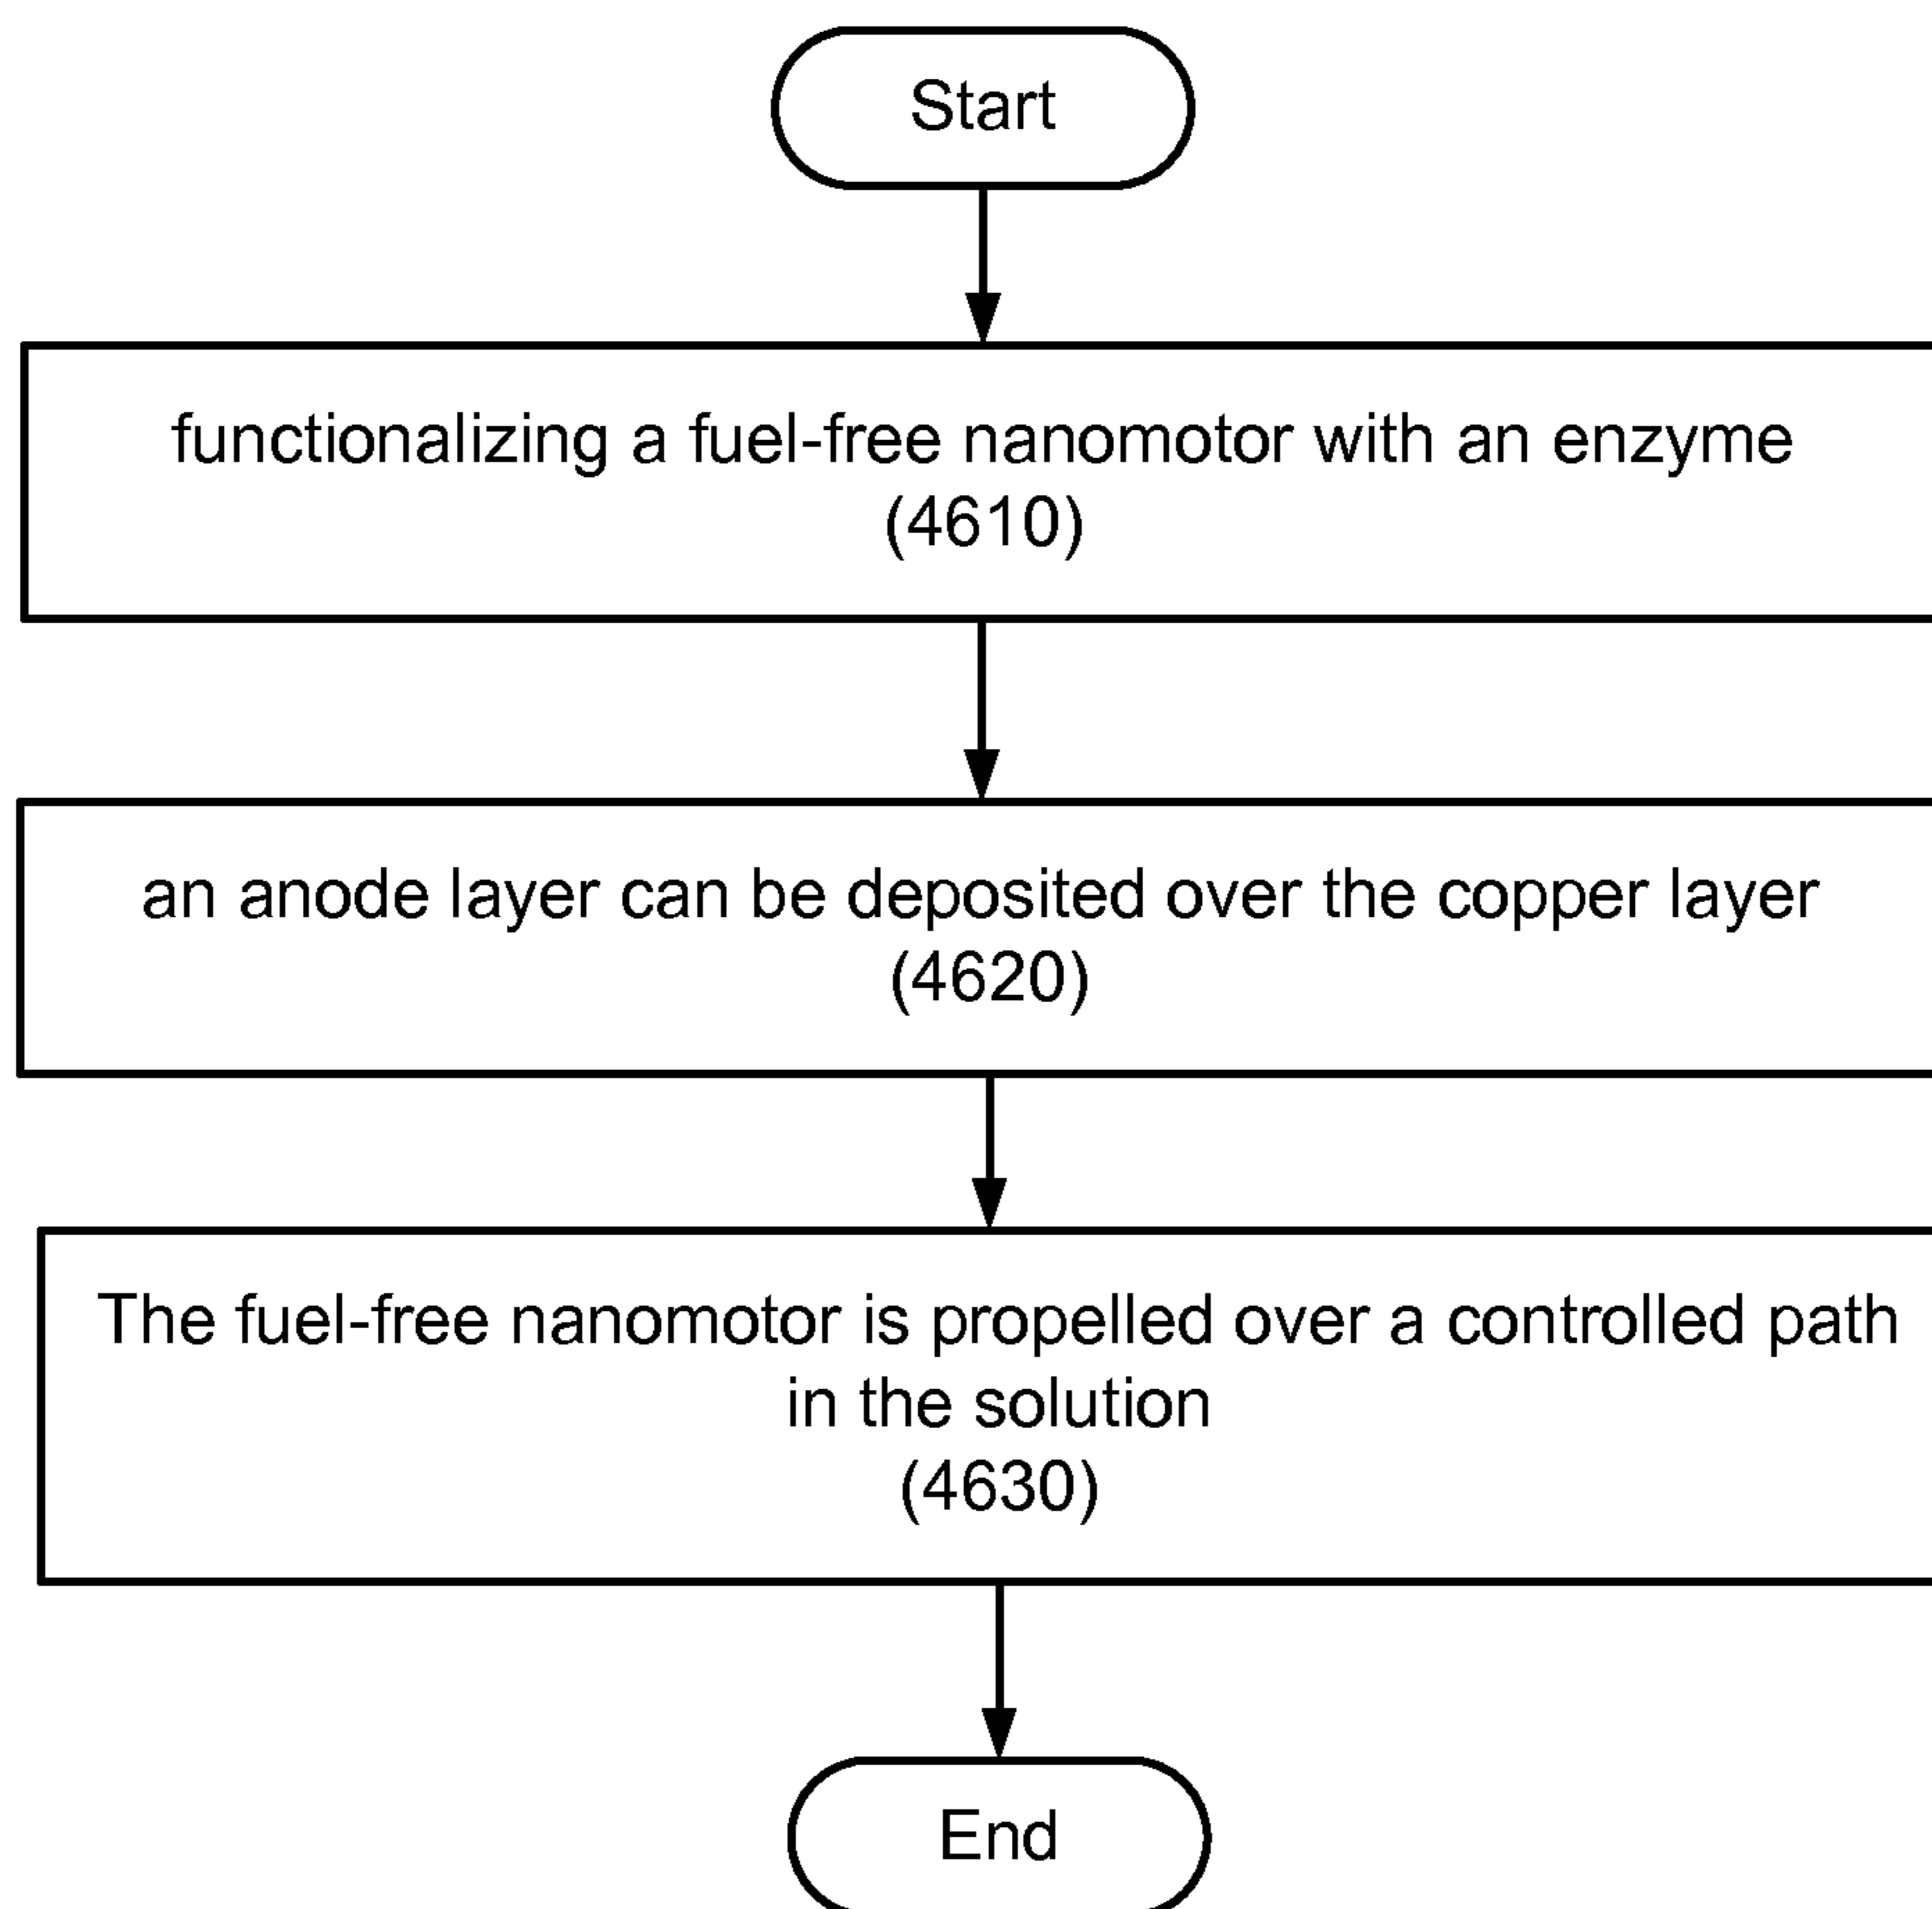 Start
functionalizing a fuel-free nanomotor with an enzyme
(4610)
an anode layer can be deposited over the copper layer
(4620)
The fuel-free nanomotor is propelled over a controlled path
in the solution
(4630)
End